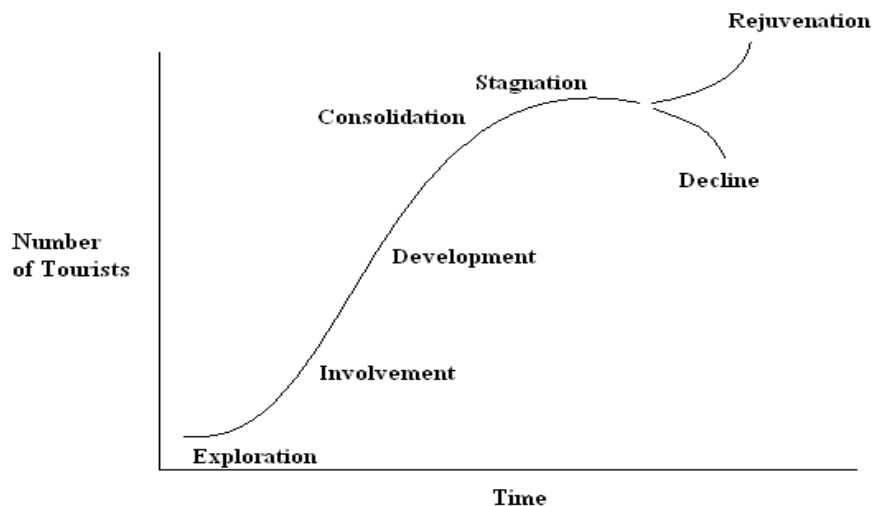 Rejuvenation
Stagnation
Consolidation
Decline
Number
of Tourists
Development
Involvement
Exploration
Time